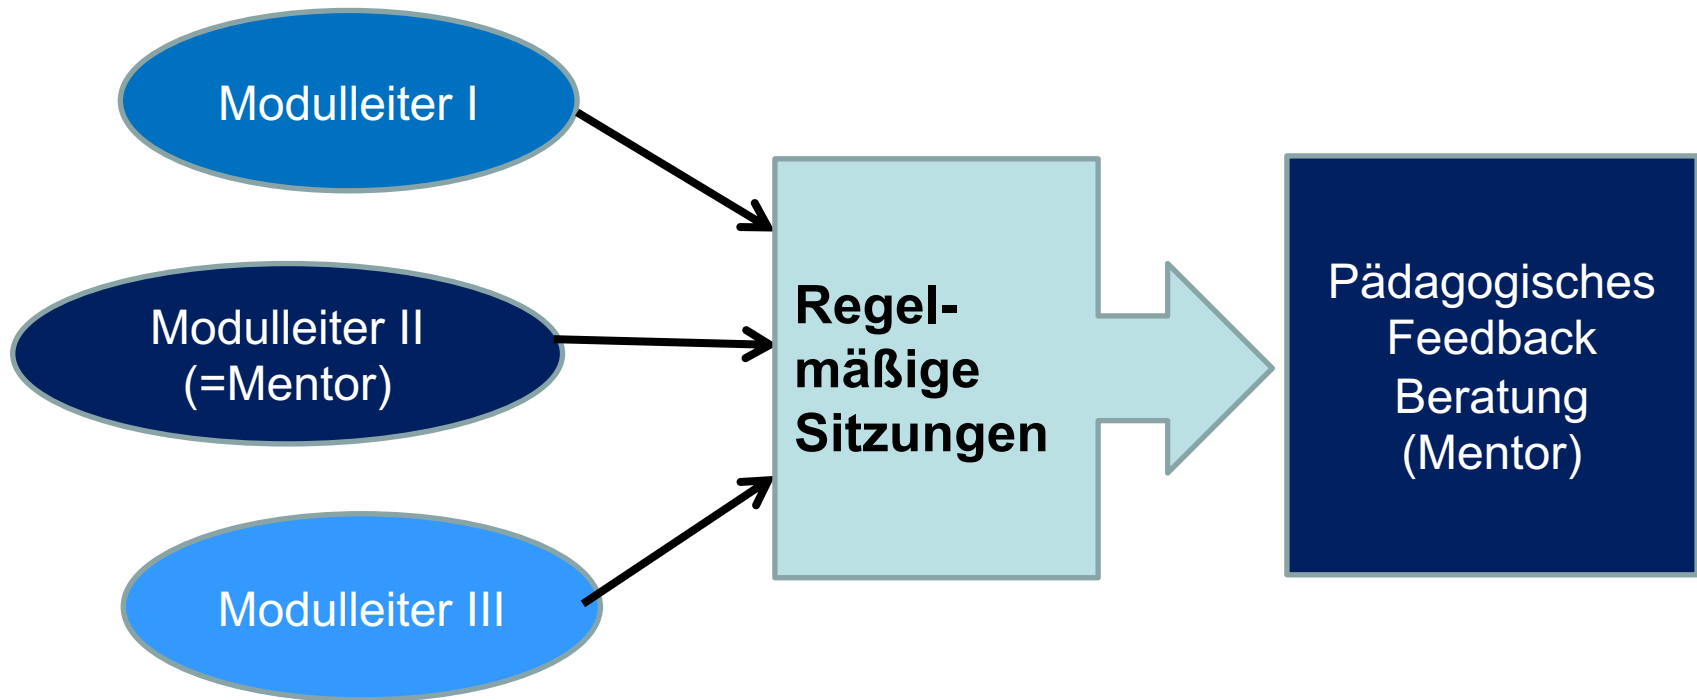 Modulleiter I
Modulleiter II
(=Mentor)
Modulleiter III
Regel-
mäßige
Sitzungen
Pädagogisches
Feedback
Beratung
(Mentor)